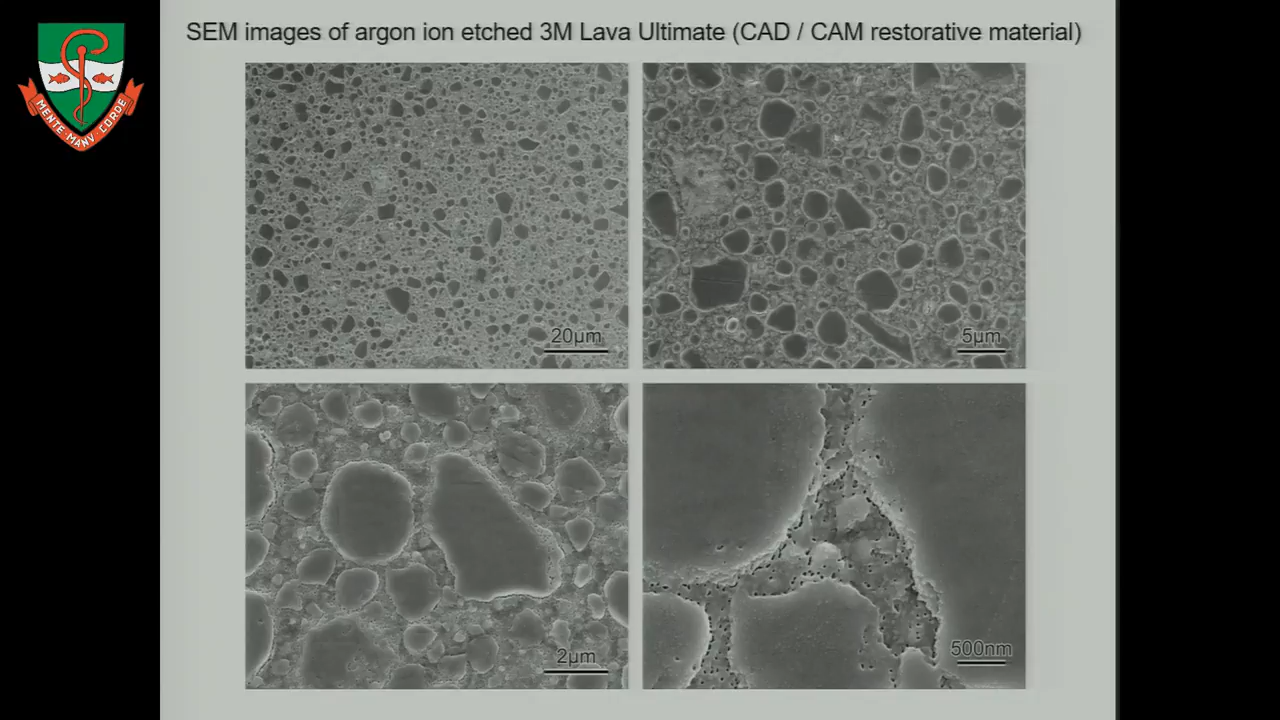 SEM images of argon ion etched 3M Lava Ultimate (CAD / CAM restorative material)
MENTE MANV CORDE
20µm
5µm
2µm
500nm